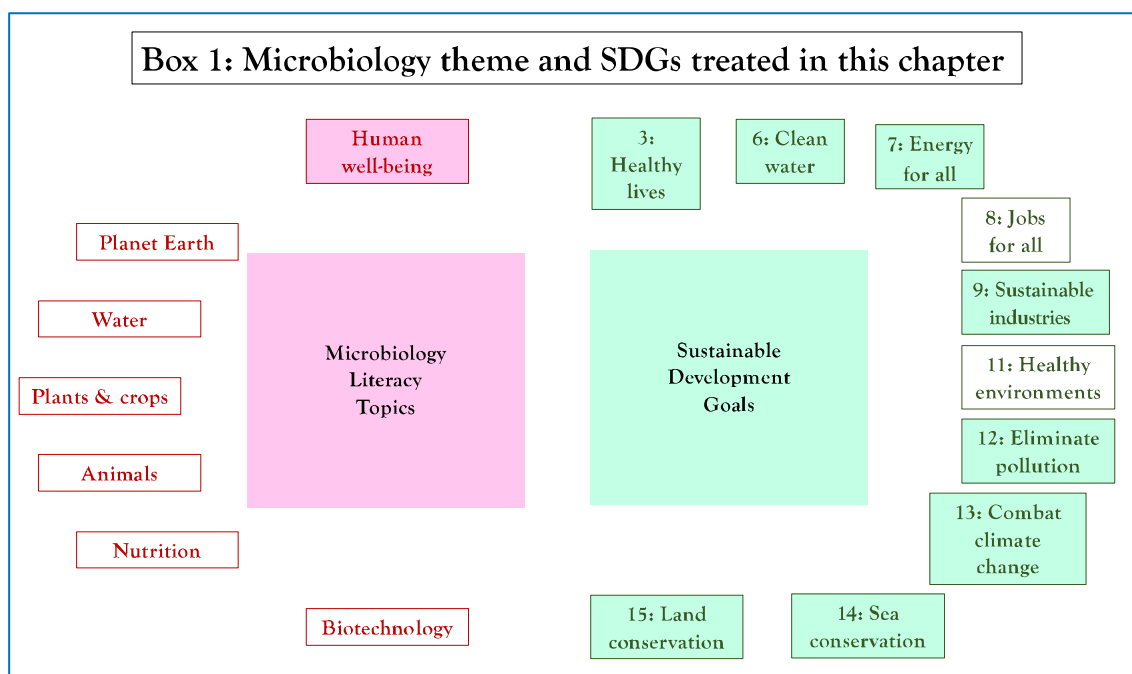 Box 1: Microbiology theme and SDGs treated in this chapter
Human
well-being
Planet Earth
Water
Plants & crops
Animals
Nutrition
Biotechnology
Microbiology
Literacy
Topics
Sustainable
Development
Goals
3:
Healthy
lives
6: Clean
water
7: Energy
for all
8: Jobs
for all
9: Sustainable
industries
11: Healthy
environments
12: Eliminate
pollution
13: Combat
climate
change
14: Sea
conservation
15: Land
conservation